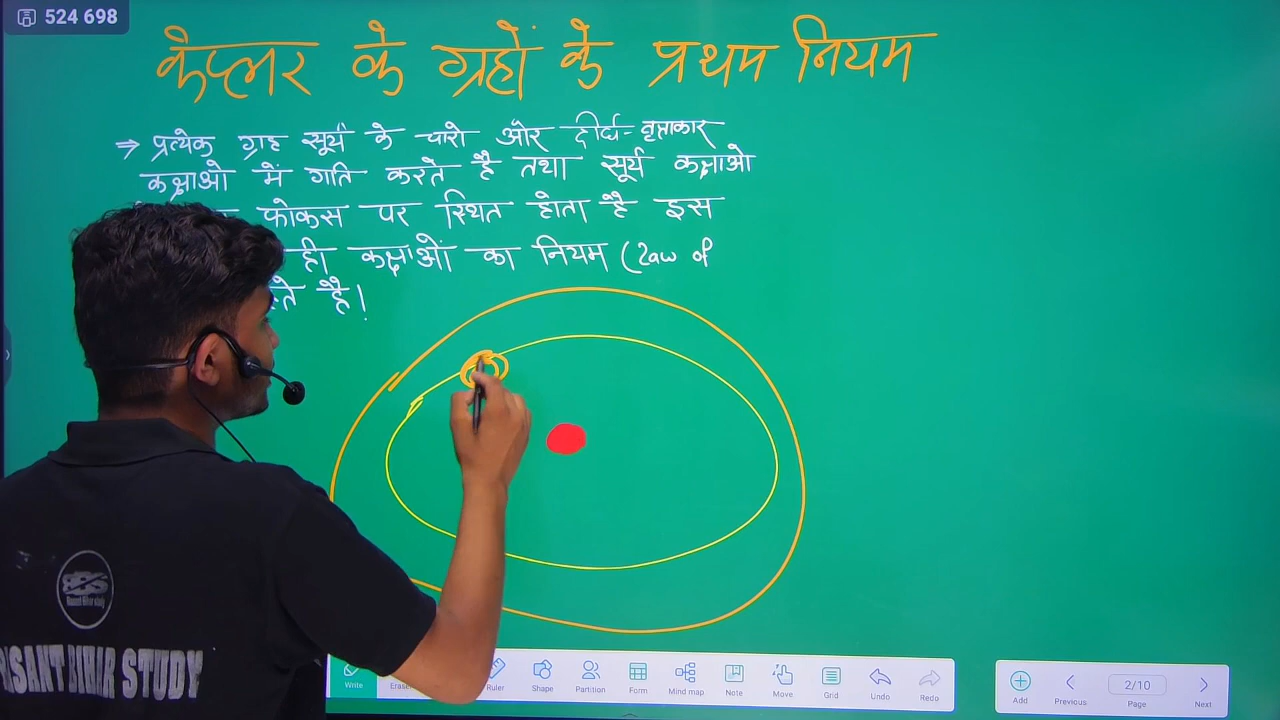 524 698
केप्लर के ग्रहों के प्रथम नियम
⇒ प्रत्येक ग्रह सूर्य के चारो ओर दीर्घ-वृत्ताकार
कक्षाओ में गति करते है तथा सूर्य कक्षाओ
फोकस पर स्थित होता है इस
ही कक्षाओं का नियम (Law of
है।
BIHAR STUDY
Write
Ruler
Shape
Partition
Form
Mind map
Note
Move
Grid
Undo
Redo
Add
Previous
2/10
Page
Next